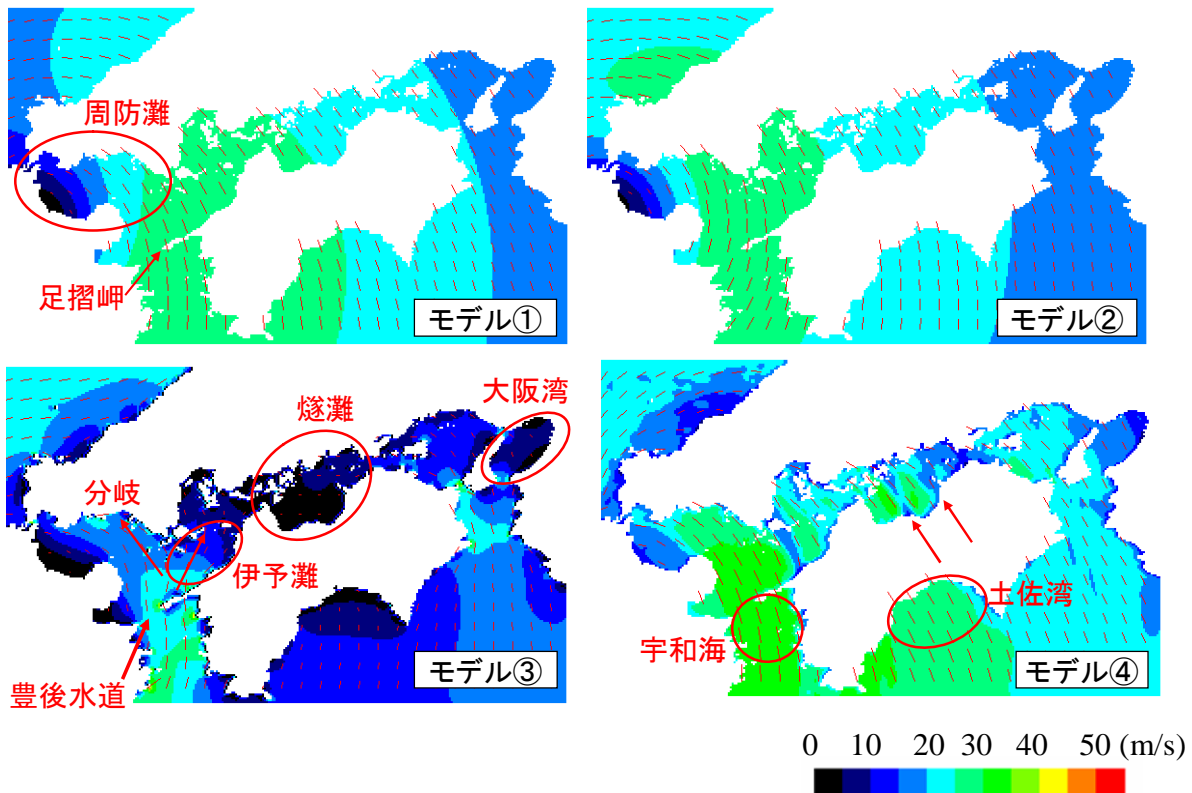 周防灘
足摺岬
モデル①
モデル②
大阪湾
燧灘
分岐
伊予灘
豊後水道
モデル③
土佐湾
宇和海
モデル④
0 10 20 30 40 50 (m/s)